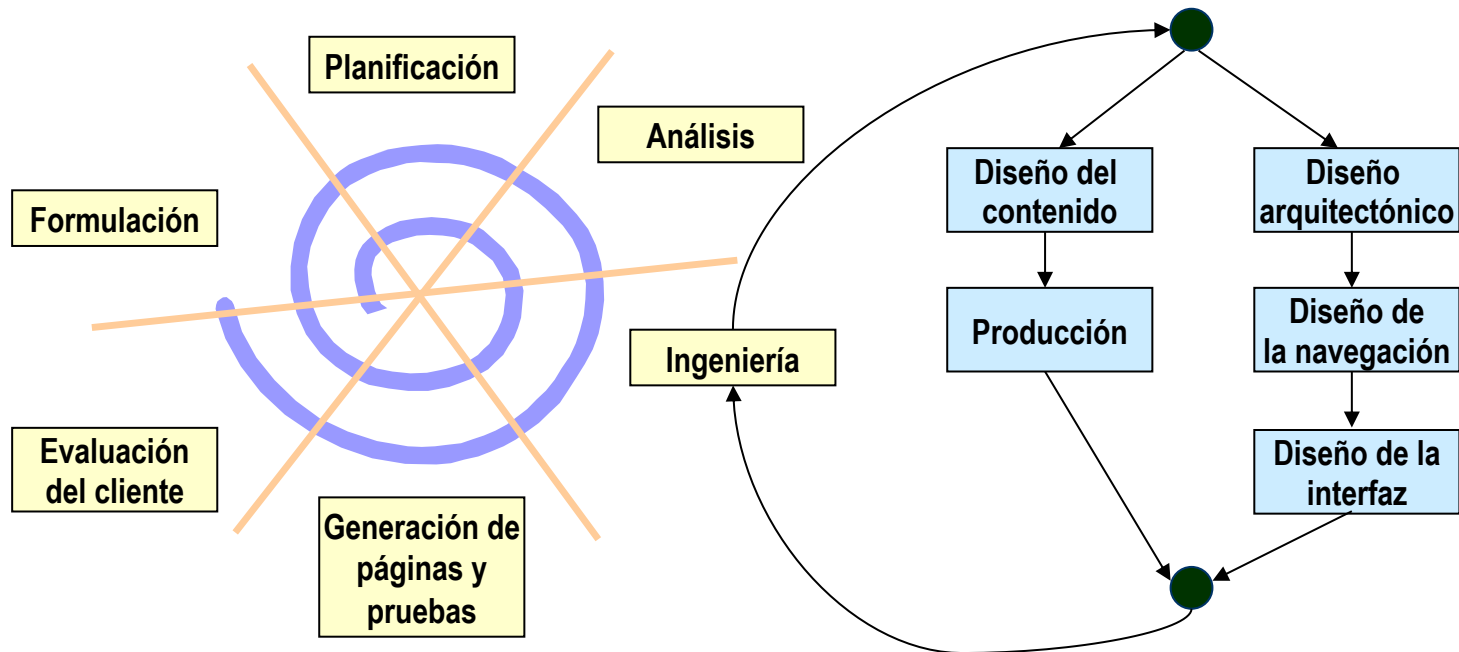 Planificación
Análisis
Formulación
Ingeniería
Evaluación
del cliente
Generación de
páginas y
pruebas
Diseño del
contenido
Producción
Diseño
arquitectónico
Diseño de
la navegación
Diseño de la
interfaz